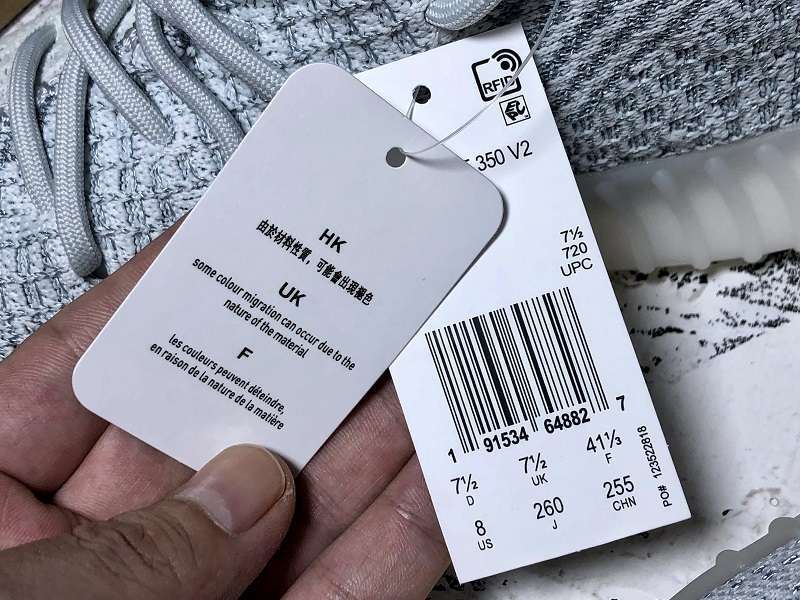 HK
由於材料性質，可能會出現褪色
UK
some colour migration can occur due to the
nature of the material.
F
les couleurs peuvent déteindre,
en raison de la nature de la matière
RFID
350 V2
7½
720
UPC
1 91534 64882 7
7½ 7½ 41⅓
D UK F
8 260 255
US J CHN
PO# 123522818